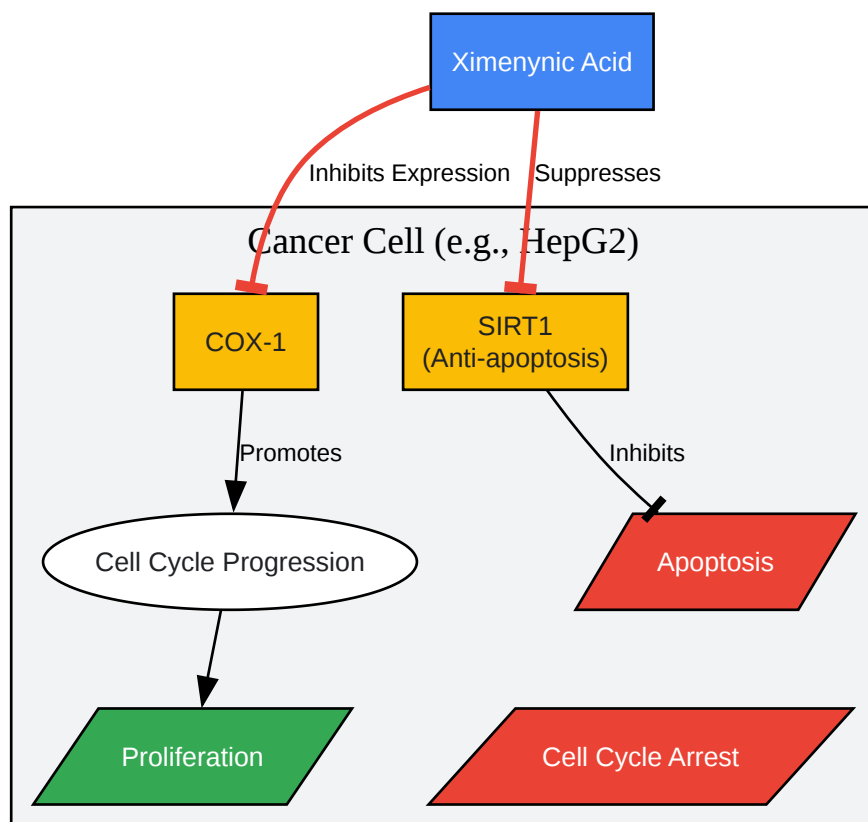 Ximenynic Acid
Inhibits Expression
Suppresses
Cancer Cell (e.g., HepG2)
COX-1
SIRT1
(Anti-apoptosis)
Promotes
Inhibits
Cell Cycle Progression
Apoptosis
Proliferation
Cell Cycle Arrest